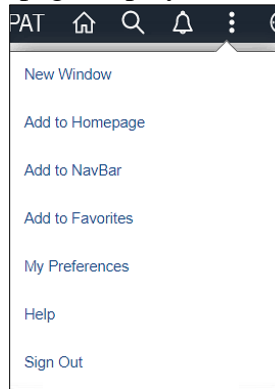 PAT
New Window
Add to Homepage
Add to NavBar
Add to Favorites
My Preferences
Help
Sign Out